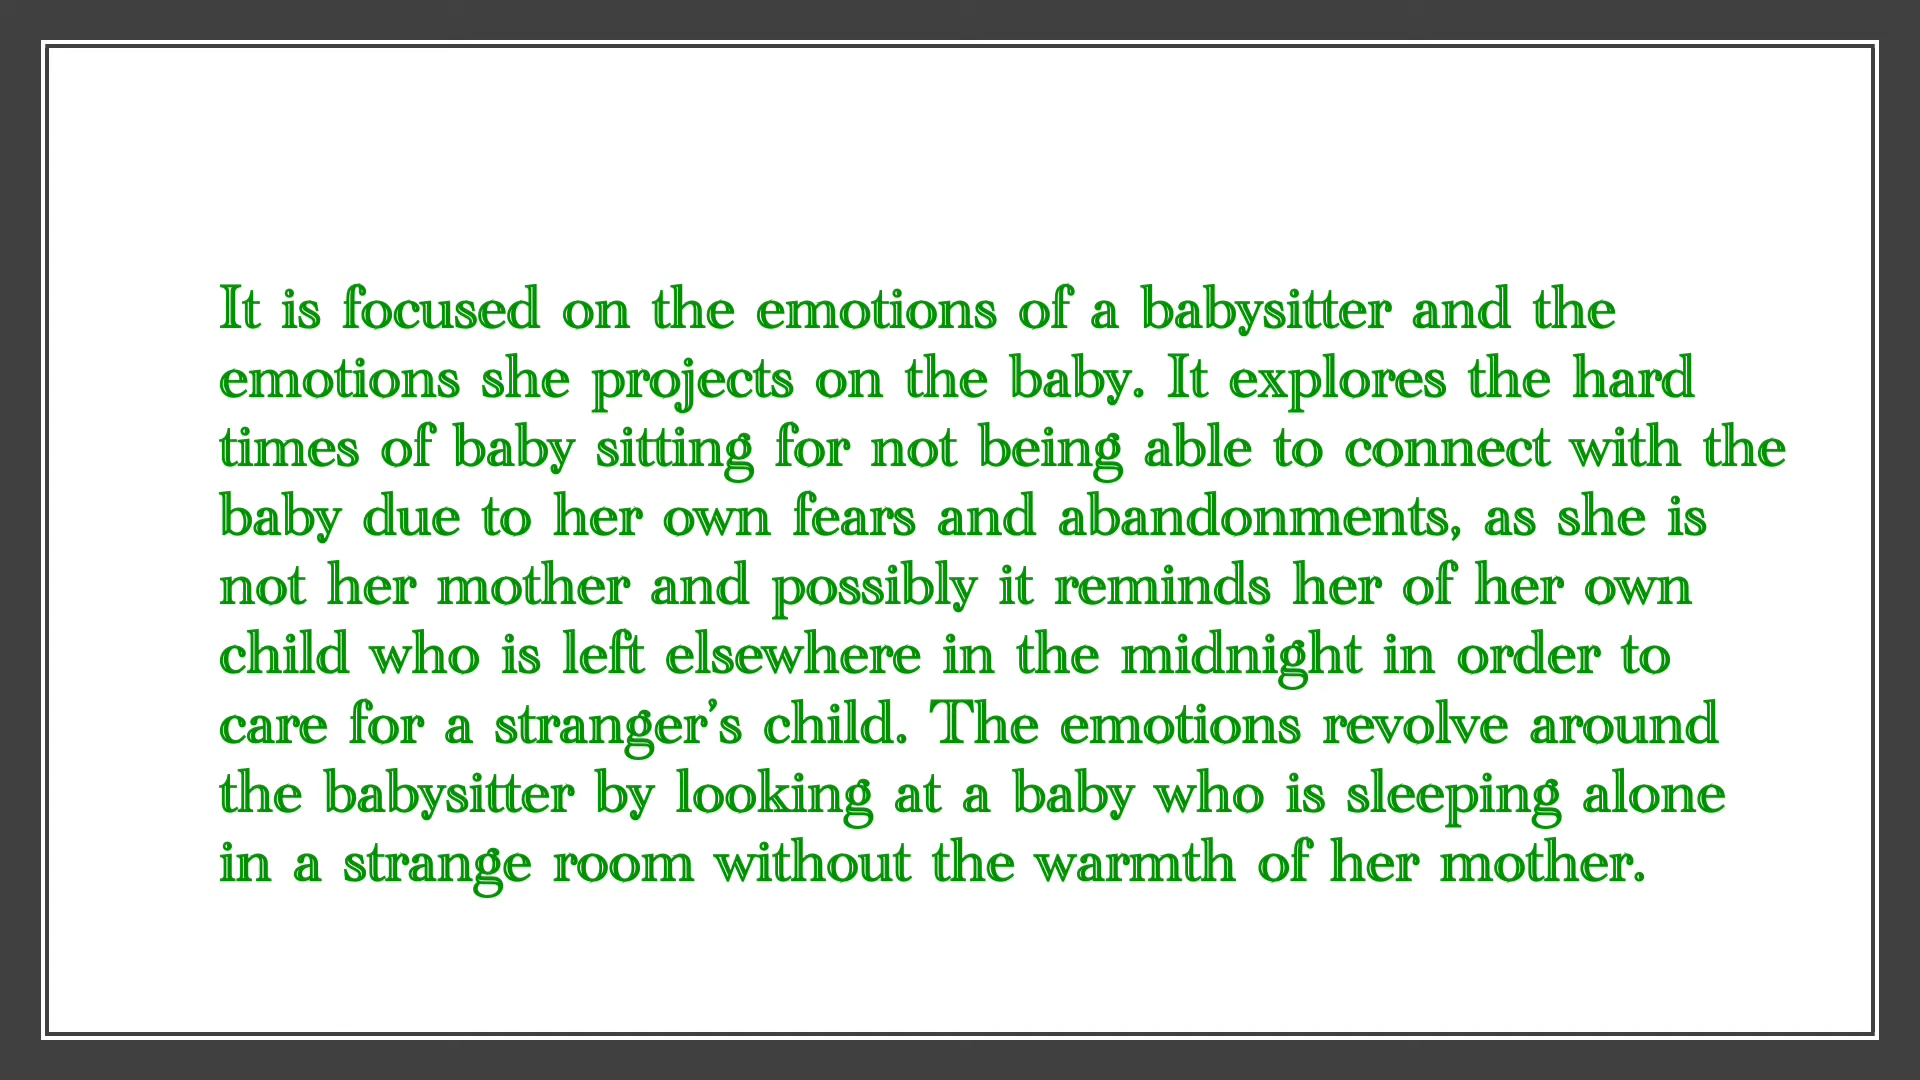 It is focused on the emotions of a babysitter and the
emotions she projects on the baby. It explores the hard
times of baby sitting for not being able to connect with the
baby due to her own fears and abandonments, as she is
not her mother and possibly it reminds her of her own
child who is left elsewhere in the midnight in order to
care for a stranger’s child. The emotions revolve around
the babysitter by looking at a baby who is sleeping alone
in a strange room without the warmth of her mother.